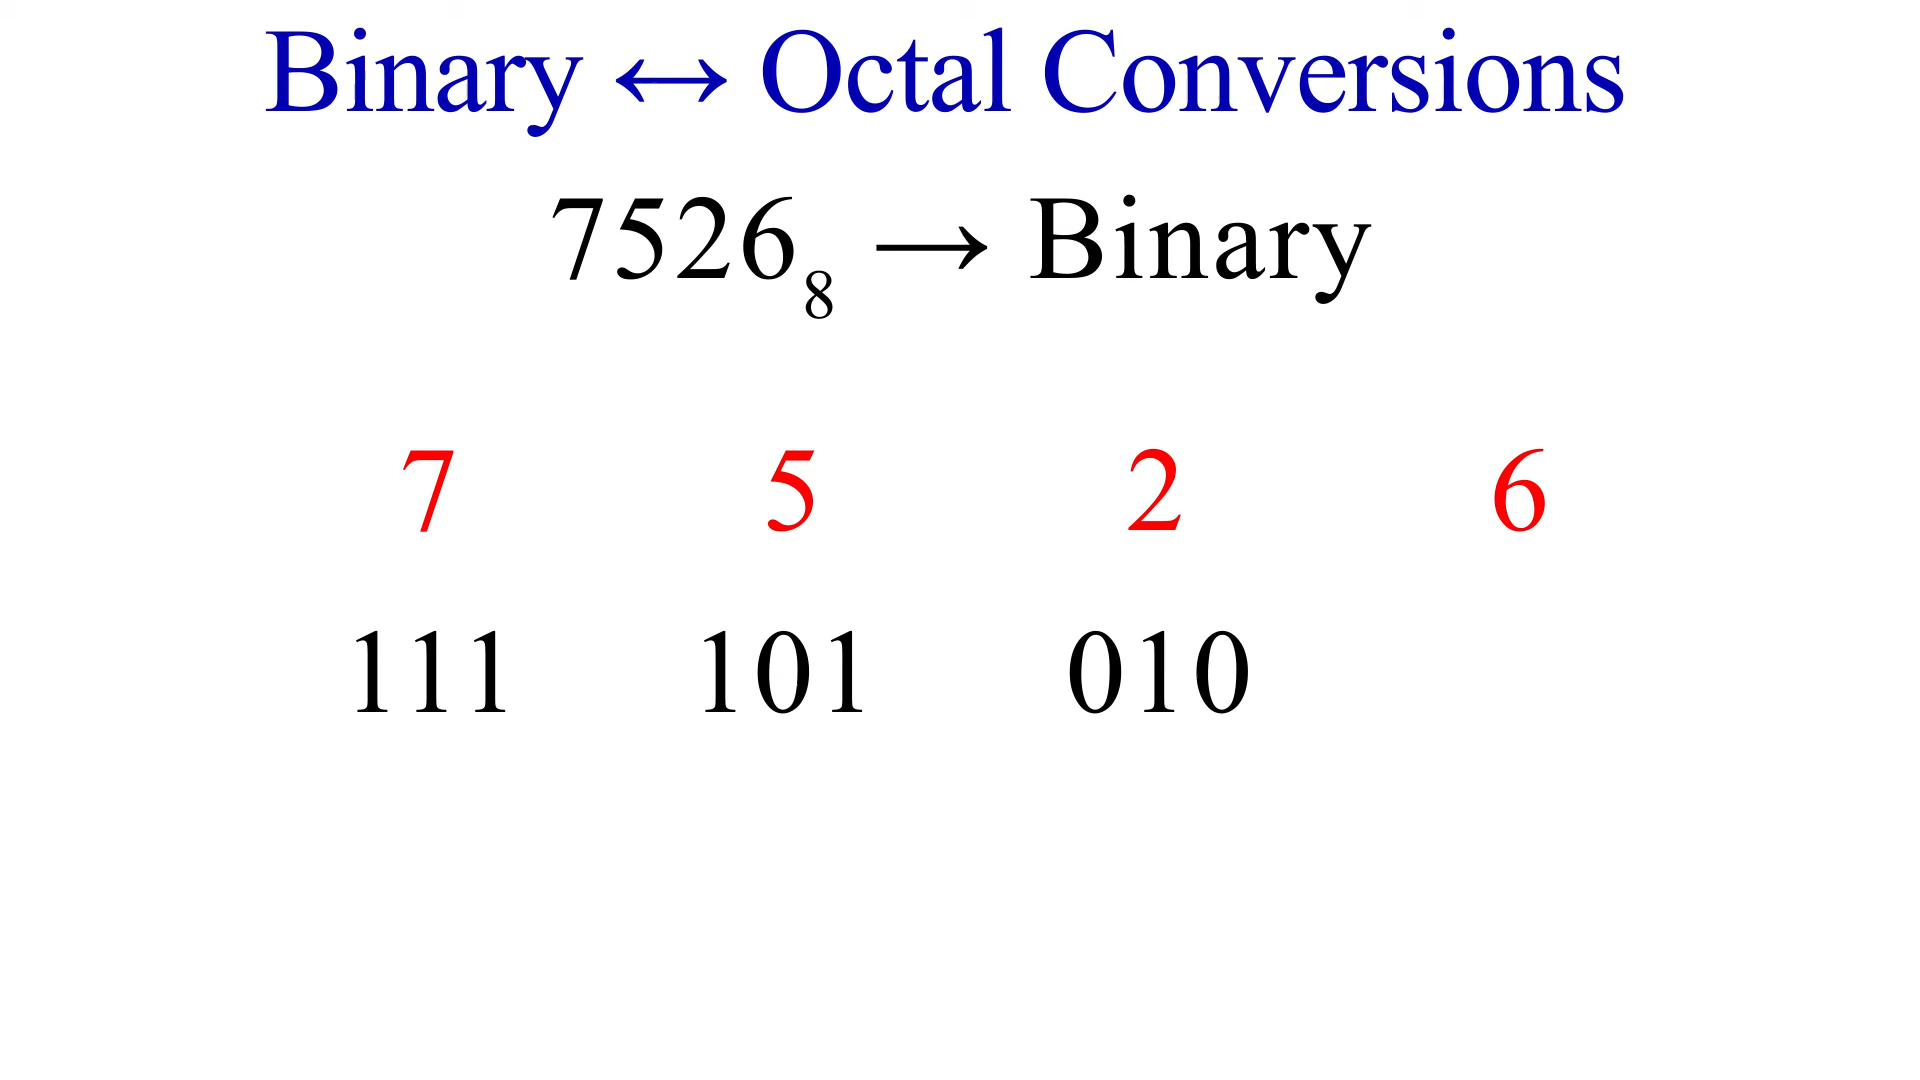 Binary ↔ Octal Conversions
7526₈ → Binary
7 5 2 6
111 101 010